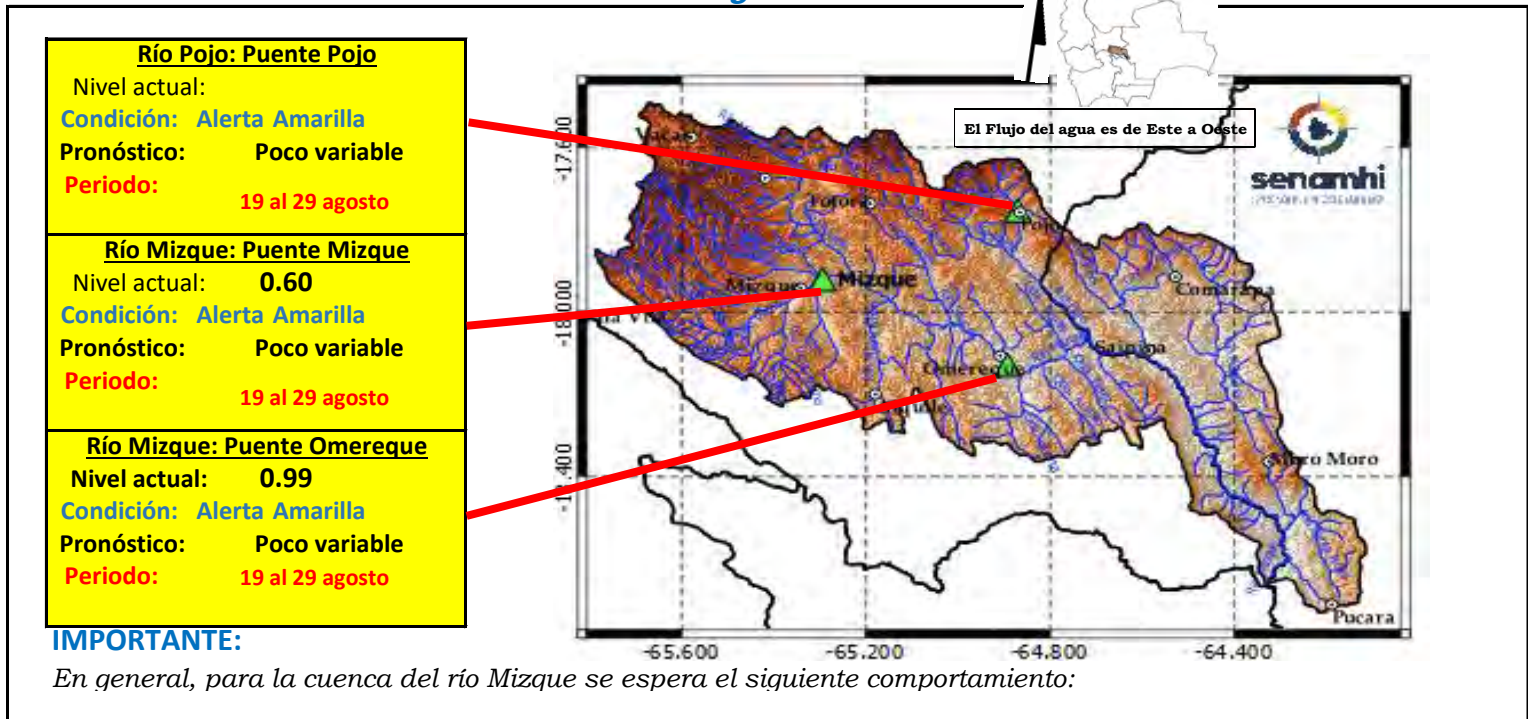 Río Pojo: Puente Pojo
Nivel actual:
Condición: Alerta Amarilla
Pronóstico: Poco variable
Periodo:
19 al 29 agosto
Río Mizque: Puente Mizque
Nivel actual: 0.60
Condición: Alerta Amarilla
Pronóstico: Poco variable
Periodo:
19 al 29 agosto
Río Mizque: Puente Omereque
Nivel actual: 0.99
Condición: Alerta Amarilla
Pronóstico: Poco variable
Periodo: 19 al 29 agosto
El Flujo del agua es de Este a Oeste
senamhi
Vacas
Totora
Pojo
Mizque
Mizque
Comarapa
Omereque
Saipina
Moro Moro
Pucara
-18.000
-65.600
-65.200
-64.800
-64.400
IMPORTANTE:
En general, para la cuenca del río Mizque se espera el siguiente comportamiento: